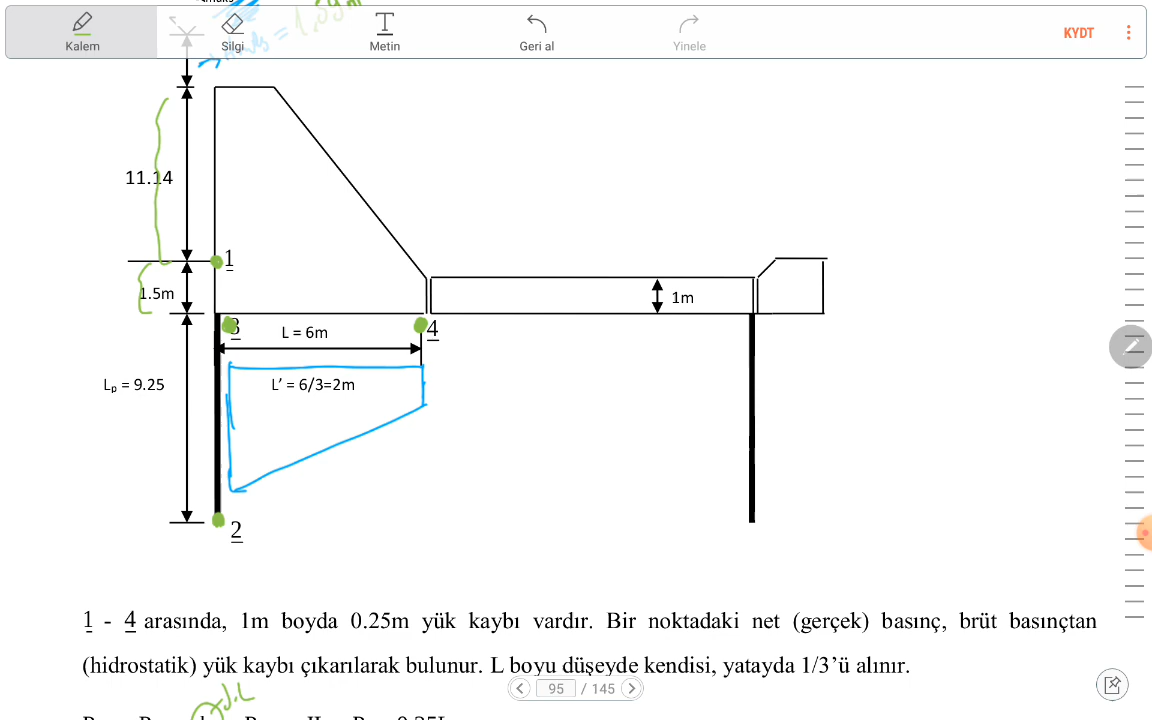 Kalem
Silgi
Metin
Geri al
Yinele
KYDT
11.14
1
1.5m
1m
3
4
L = 6m
Lₚ = 9.25
L' = 6/3=2m
2
1 - 4 arasında, 1m boyda 0.25m yük kaybı vardır. Bir noktadaki net (gerçek) basınç, brüt basınçtan
(hidrostatik) yük kaybı çıkarılarak bulunur. L boyu düşeyde kendisi, yatayda 1/3'ü alınır.
95 / 145